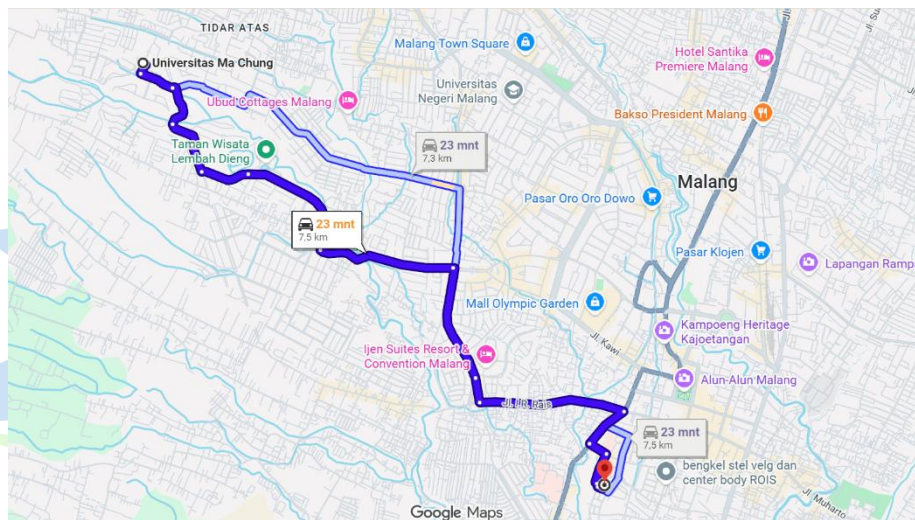 TIDAR ATAS
Universitas Ma Chung
Malang Town Square
Hotel Santika
Premiere Malang
Universitas
Negeri Malang
Ubud Cottages Malang
Bakso President Malang
23 mnt
7,3 km
Taman Wisata
Lembah Dieng
Malang
Pasar Oro Oro Dowo
23 mnt
7,5 km
Pasar Klojen
Lapangan Rampa
Mall Olympic Garden
Kampoeng Heritage
Kajoetangan
Jl. Kawi
Ijen Suites Resort &
Convention Malang
Alun-Alun Malang
Jl. I.R. Rais
23 mnt
7,5 km
bengkel stel velg dan
center body ROIS
Jl. Muharto
Google Maps